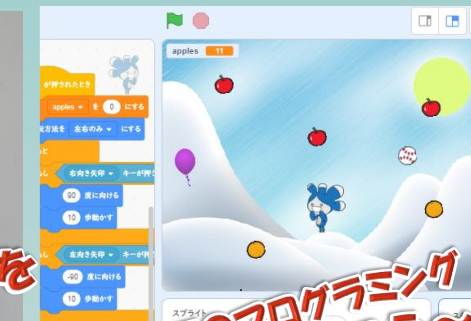 apples 11
が押されたとき
apples を 0 にする
方法を 左右のみ にする
右向き矢印 キーが押
90 度に向ける
10 歩動かす
左向き矢印 キーが押
-90 度に向ける
10 歩動かす
を
スプライト
プログラミング